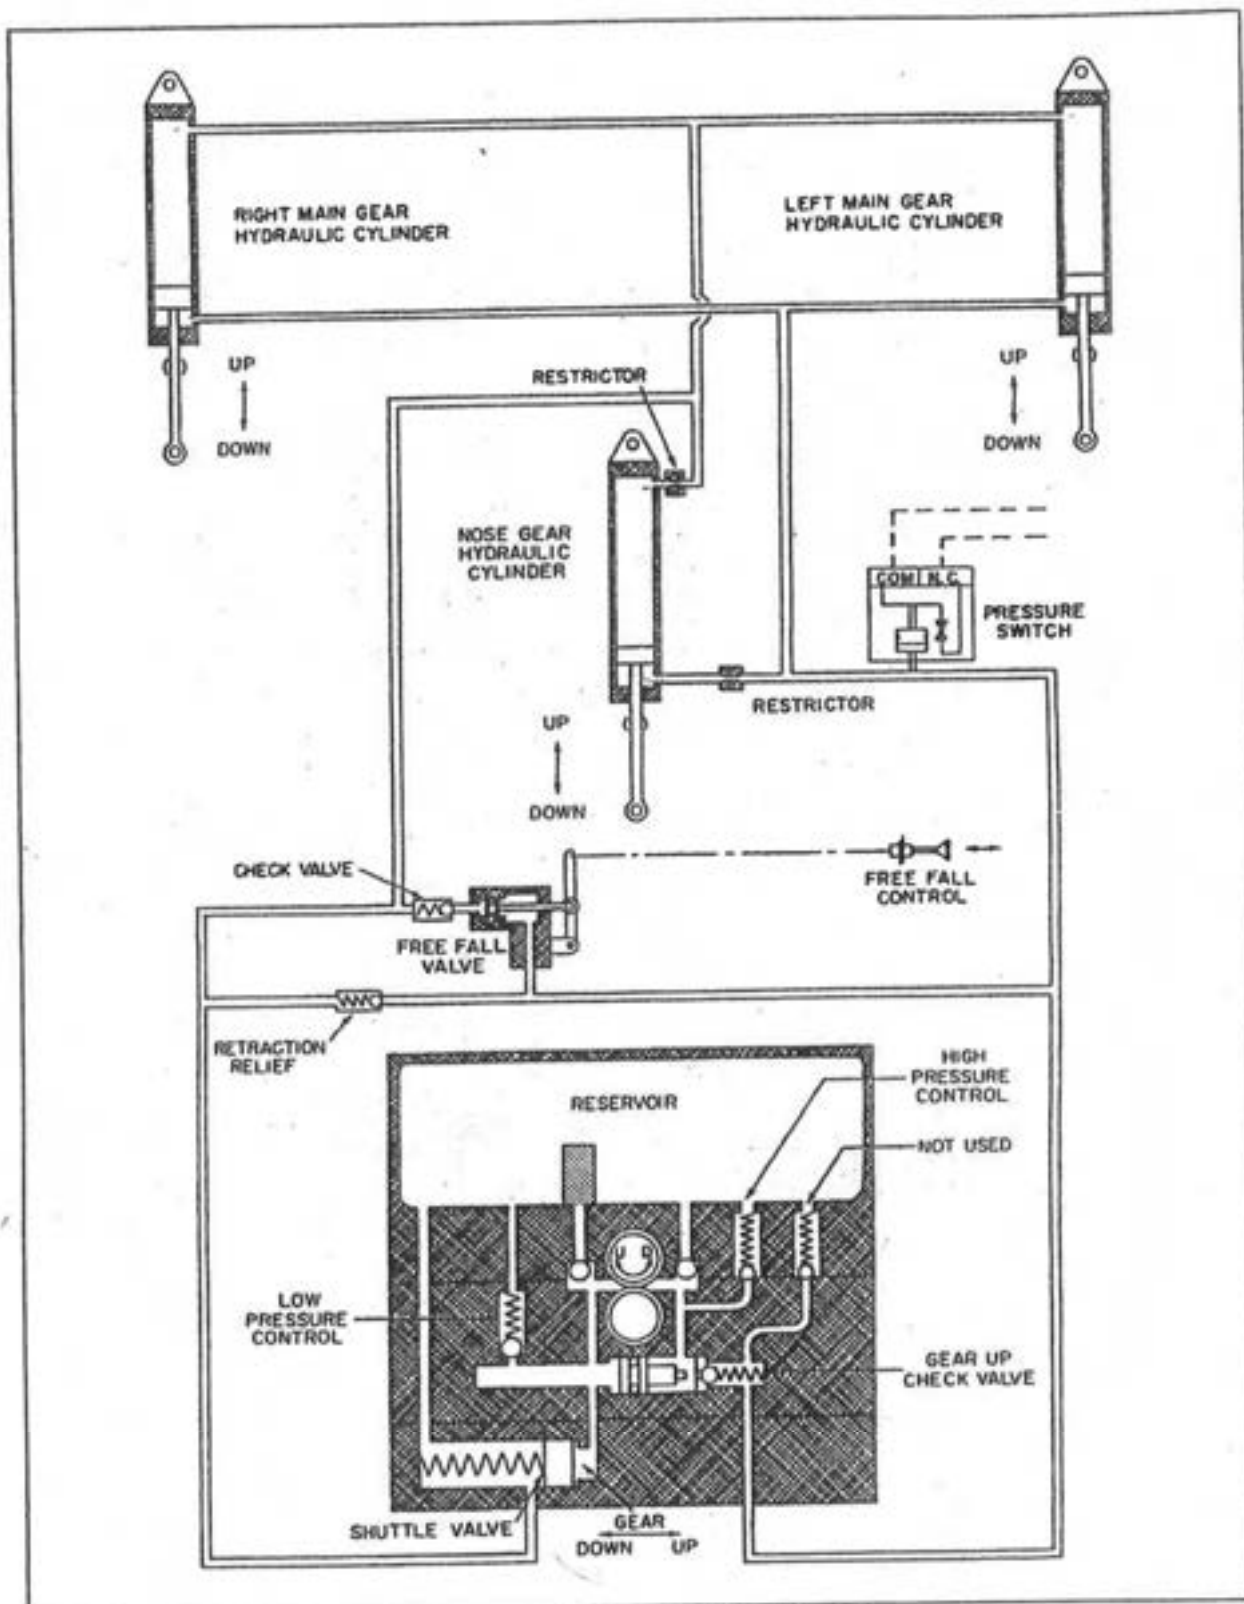 RIGHT MAIN GEAR
HYDRAULIC CYLINDER
LEFT MAIN GEAR
HYDRAULIC CYLINDER
UP
DOWN
RESTRICTOR
UP
DOWN
NOSE GEAR
HYDRAULIC
CYLINDER
COM N.C.
PRESSURE
SWITCH
RESTRICTOR
UP
DOWN
CHECK VALVE
FREE FALL
CONTROL
FREE FALL
VALVE
RETRACTION
RELIEF
HIGH
PRESSURE
CONTROL
RESERVOIR
NOT USED
LOW
PRESSURE
CONTROL
GEAR UP
CHECK VALVE
SHUTTLE VALVE
GEAR
DOWN UP